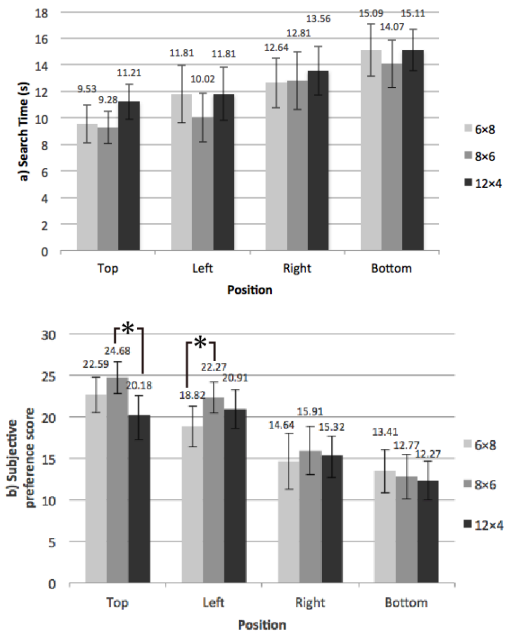 a) Search Time (s)
18
16
14
12
10
8
6
4
2
0
9.53 9.28 11.21
11.81 10.02 11.81
12.64 12.81 13.56
15.09 14.07 15.11
Top Left Right Bottom
Position
6×8
8×6
12×4
b) Subjective
preference score
30
25
20
15
10
5
0
* *
22.59 24.68 20.18
18.82 22.27 20.91
14.64 15.91 15.32
13.41 12.77 12.27
Top Left Right Bottom
Position
6×8
8×6
12×4